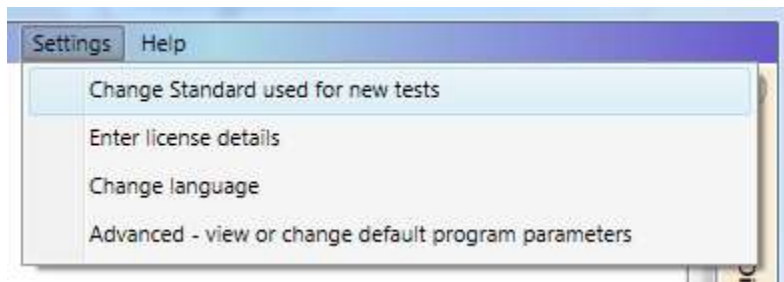 Settings Help
Change Standard used for new tests
Enter license details
Change language
Advanced - view or change default program parameters
Di